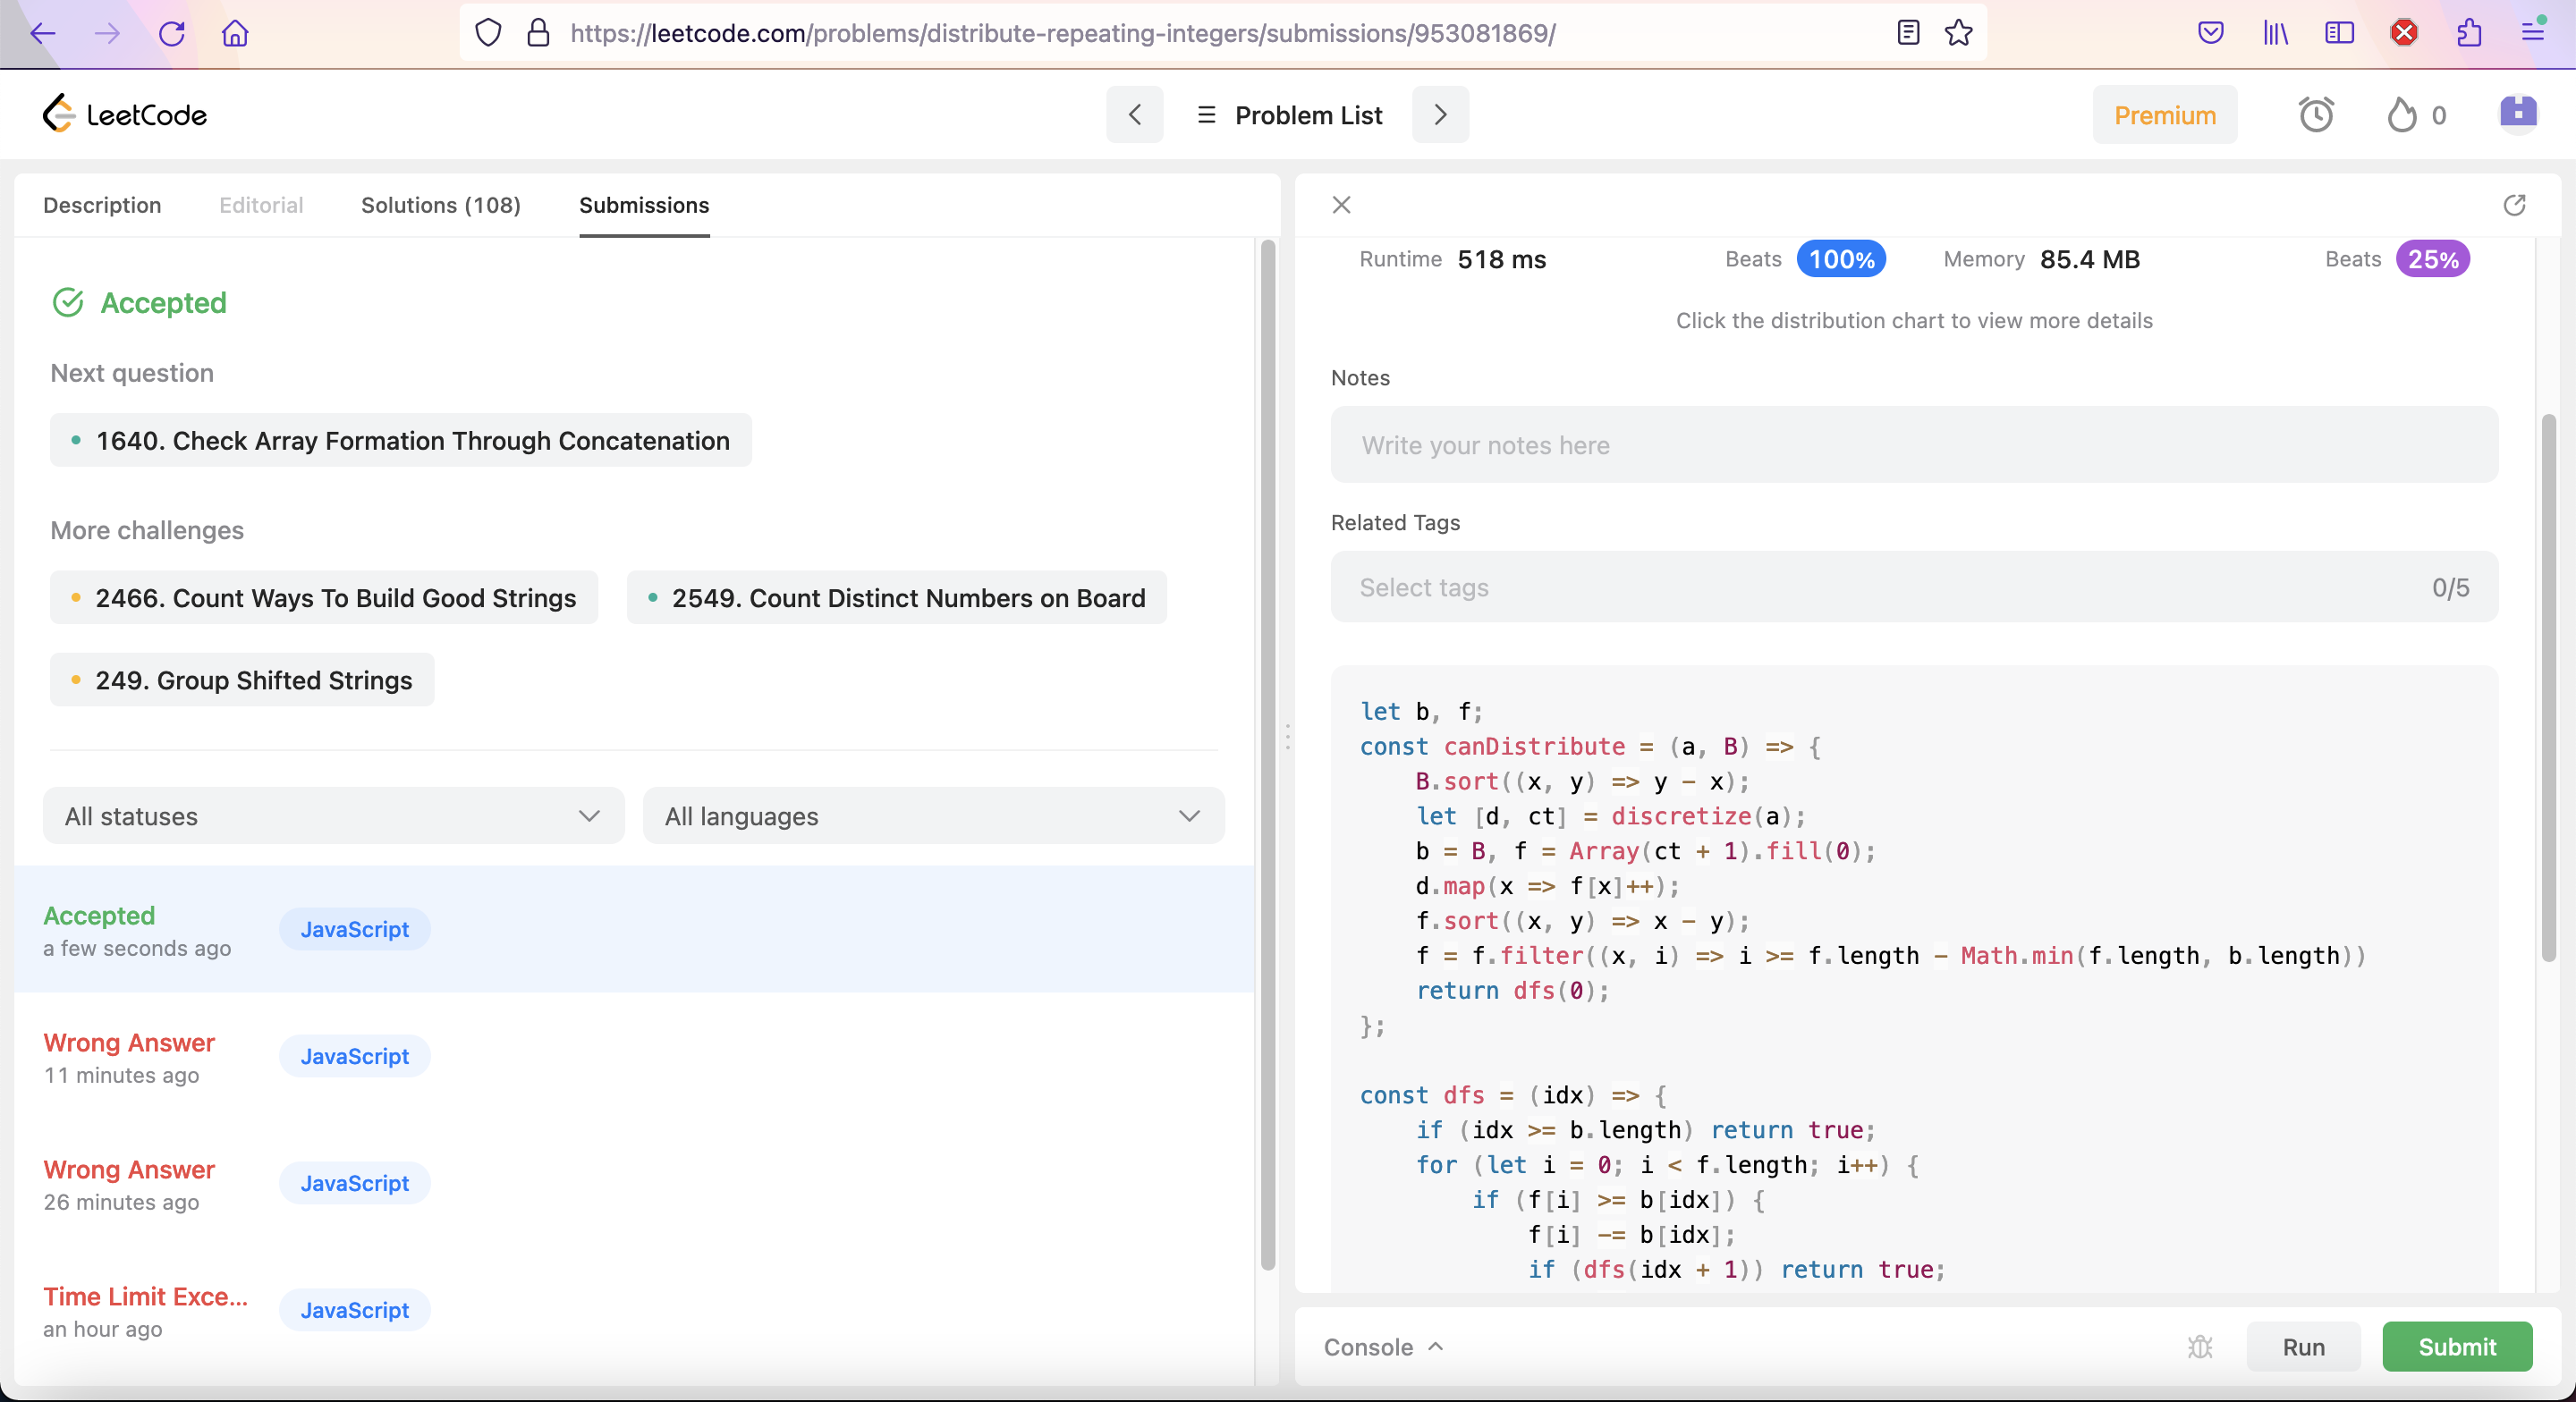 https://leetcode.com/problems/distribute-repeating-integers/submissions/953081869/
LeetCode
Problem List
Premium
0
Description
Editorial
Solutions (108)
Submissions
Accepted
Next question
1640. Check Array Formation Through Concatenation
More challenges
2466. Count Ways To Build Good Strings
2549. Count Distinct Numbers on Board
249. Group Shifted Strings
All statuses
All languages
Accepted
a few seconds ago
JavaScript
Wrong Answer
11 minutes ago
JavaScript
Wrong Answer
26 minutes ago
JavaScript
Time Limit Exce...
an hour ago
JavaScript
Runtime 518 ms
Beats 100%
Memory 85.4 MB
Beats 25%
Click the distribution chart to view more details
Notes
Write your notes here
Related Tags
Select tags
0/5
let b, f;
const canDistribute = (a, B) => {
    B.sort((x, y) => y - x);
    let [d, ct] = discretize(a);
    b = B, f = Array(ct + 1).fill(0);
    d.map(x => f[x]++);
    f.sort((x, y) => x - y);
    f = f.filter((x, i) => i >= f.length - Math.min(f.length, b.length))
    return dfs(0);
};
const dfs = (idx) => {
    if (idx >= b.length) return true;
    for (let i = 0; i < f.length; i++) {
        if (f[i] >= b[idx]) {
            f[i] -= b[idx];
            if (dfs(idx + 1)) return true;
Console
Run
Submit